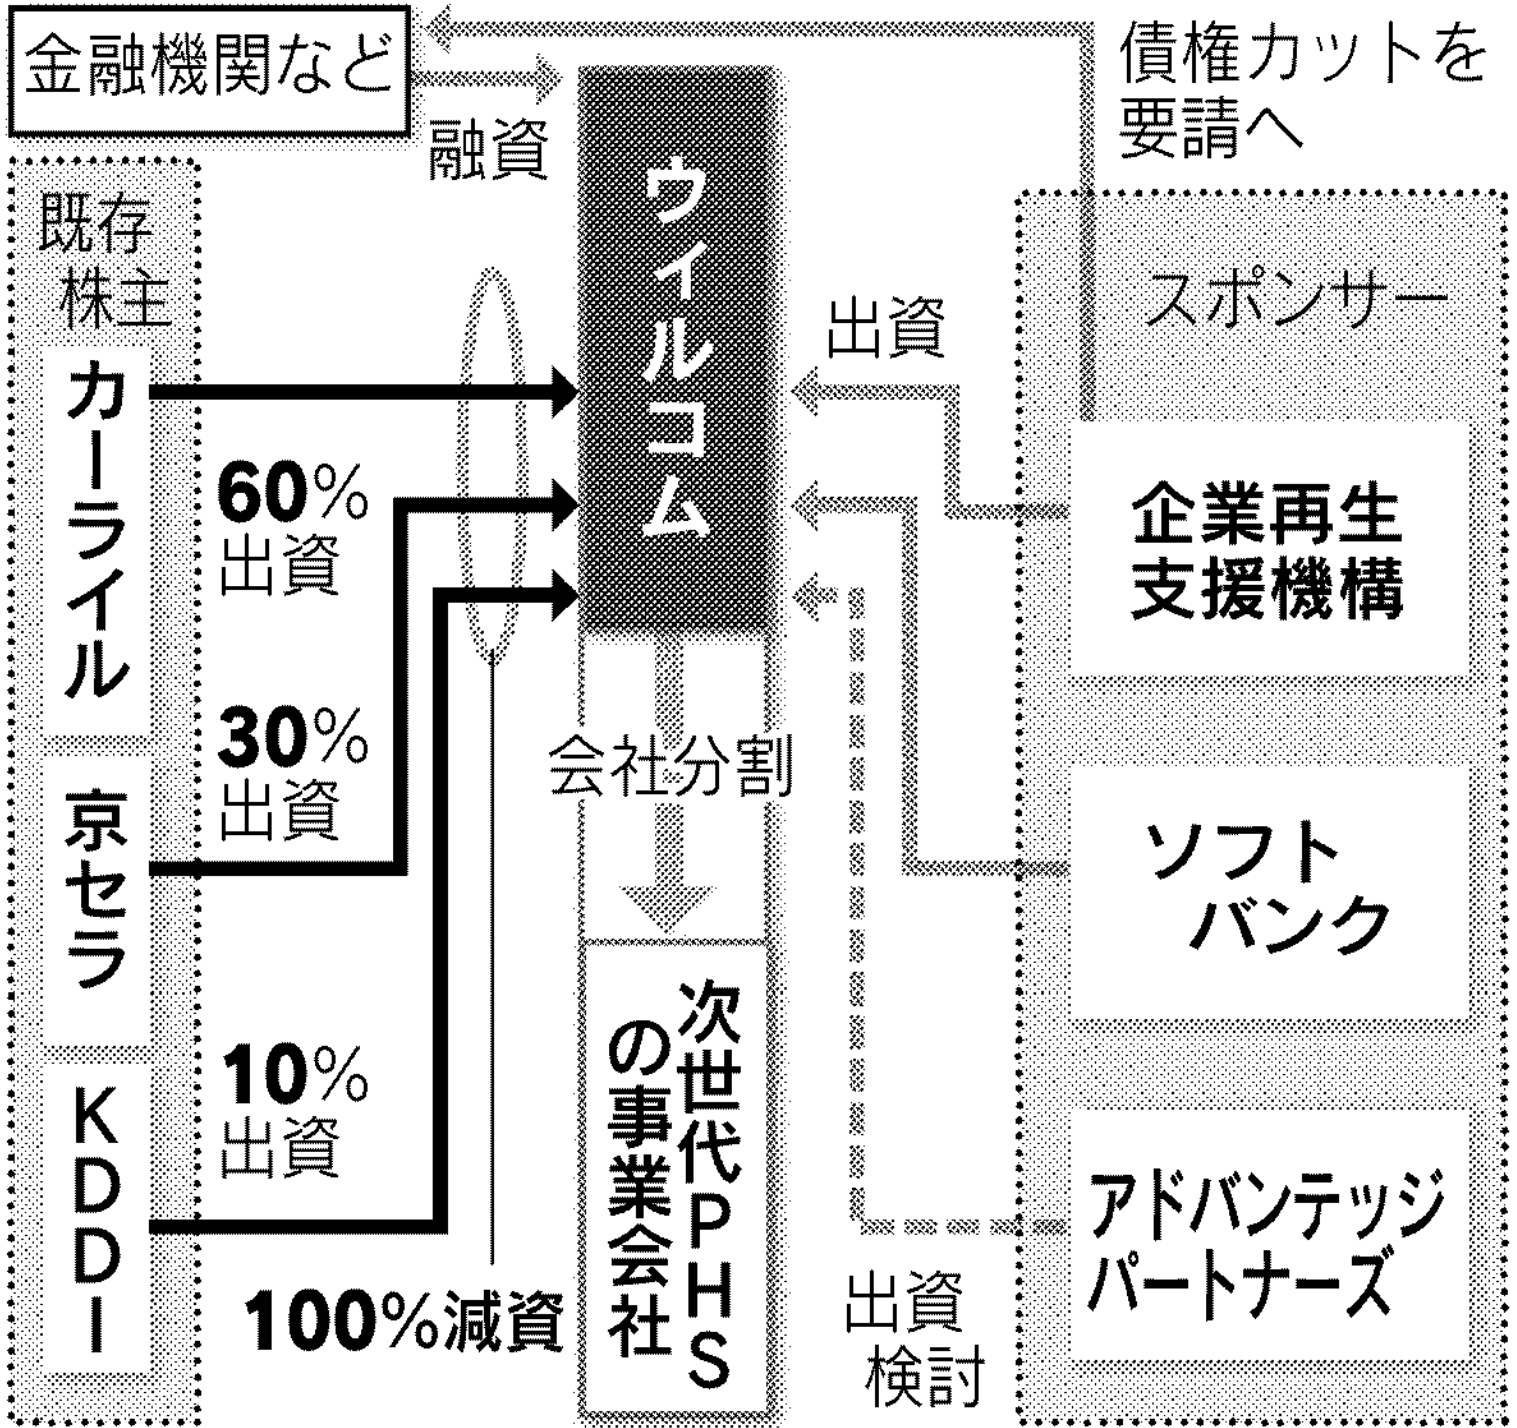 金融機関など
融資
債権カットを
要請へ
既存
株主
カーライル
60%
出資
京セラ
30%
出資
KDDI
10%
出資
100%減資
ウィルコム
会社分割
次世代PHS
の事業会社
スポンサー
出資
企業再生
支援機構
ソフト
バンク
アドバンテッジ
パートナーズ
出資
検討